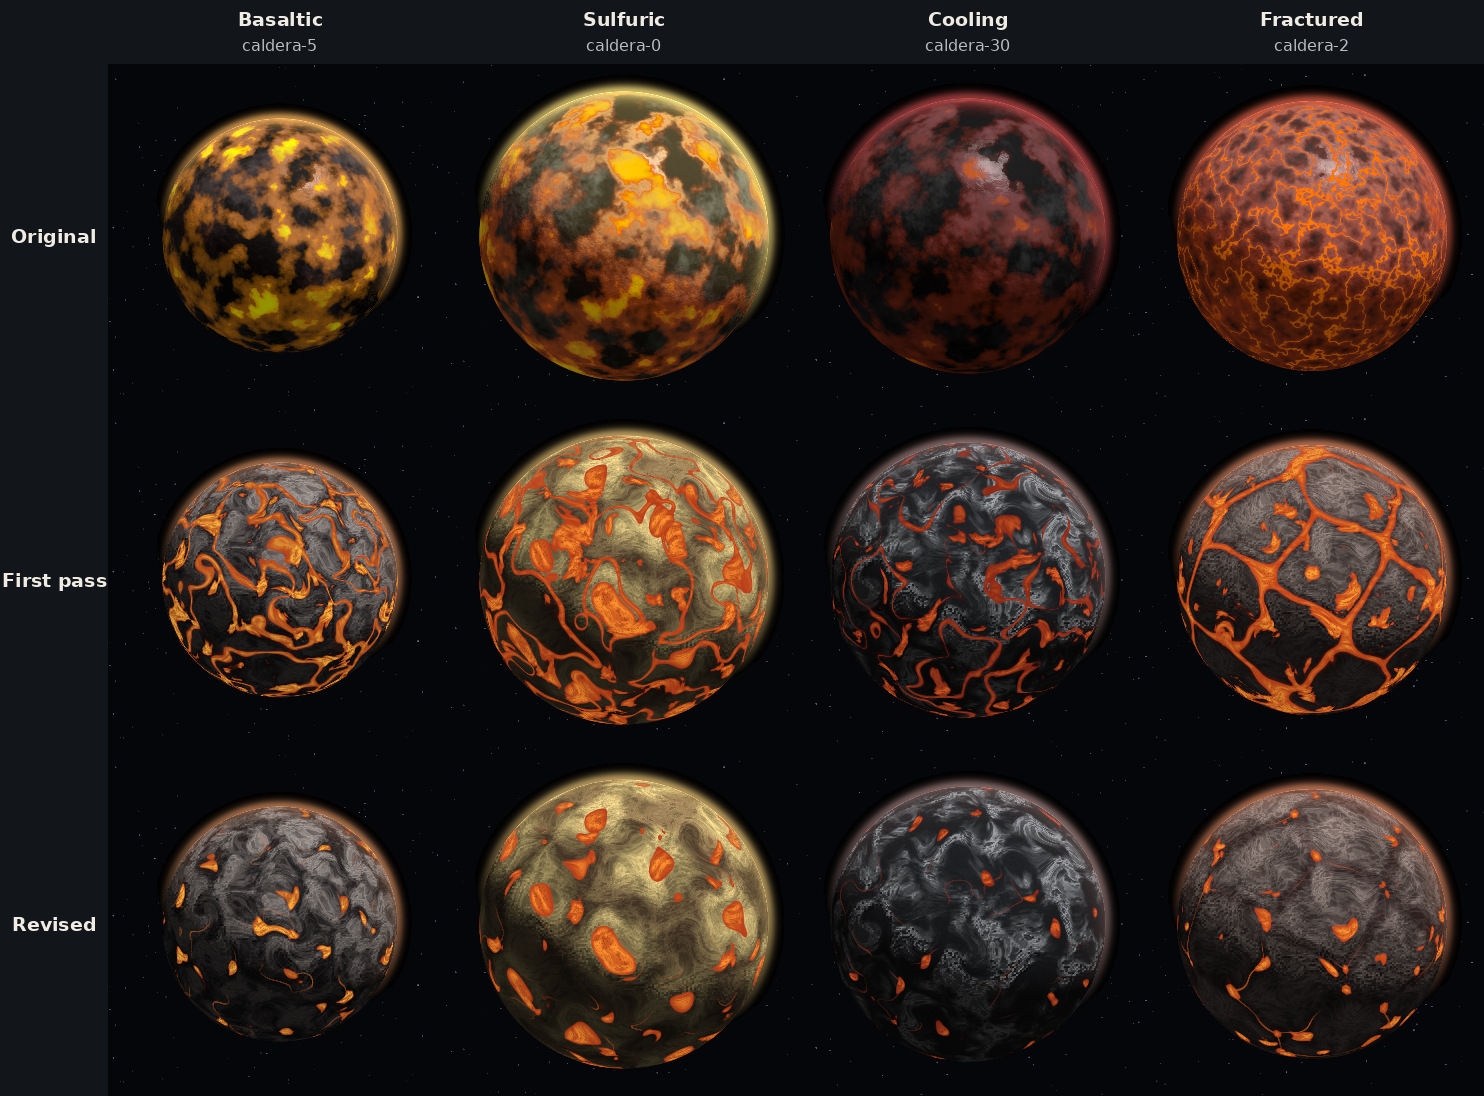 Basaltic
caldera-5
Sulfuric
caldera-0
Cooling
caldera-30
Fractured
caldera-2
Original
First pass
Revised